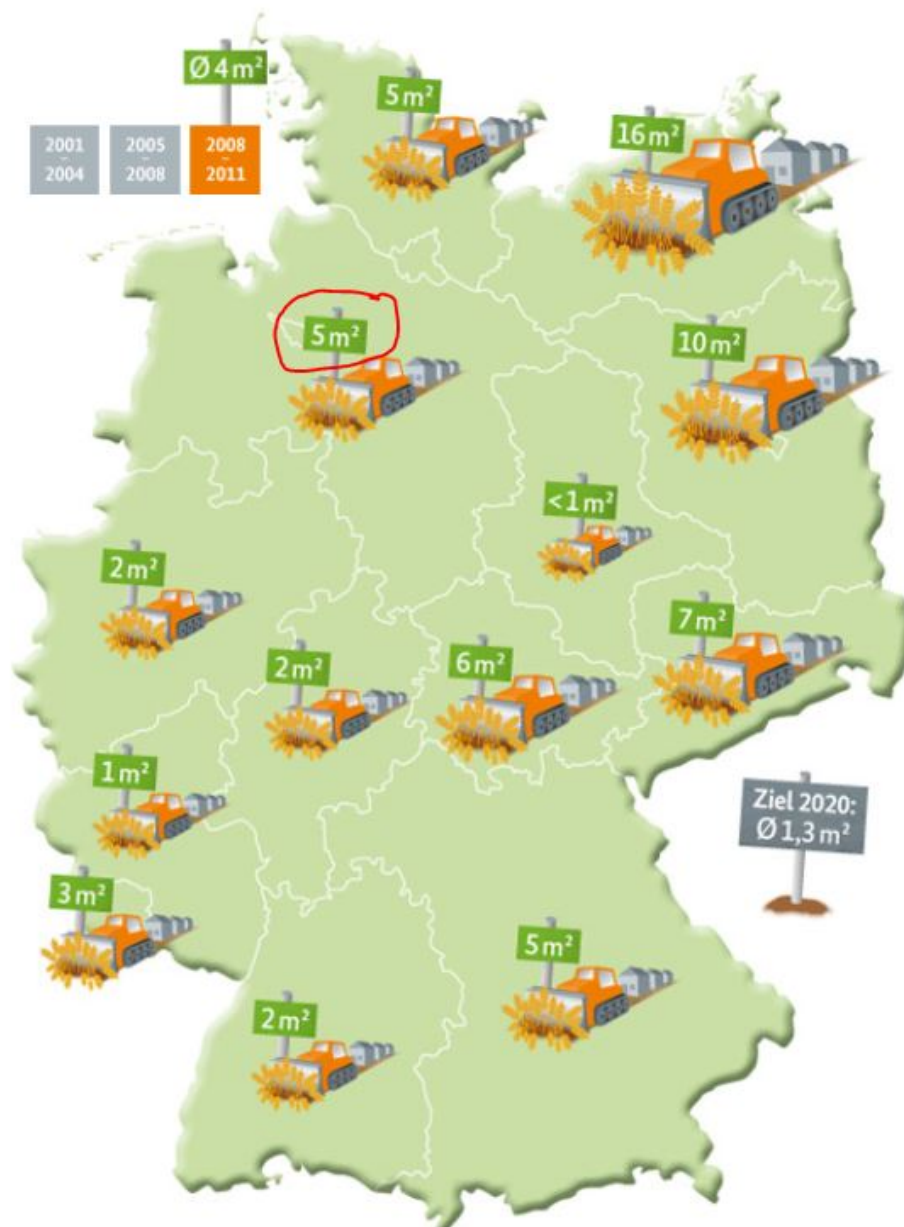 Ø 4 m²
2001
–
2004
2005
–
2008
2008
–
2011
5 m²
16 m²
5 m²
10 m²
<1 m²
2 m²
7 m²
2 m²
6 m²
1 m²
Ziel 2020:
Ø 1,3 m²
3 m²
5 m²
2 m²